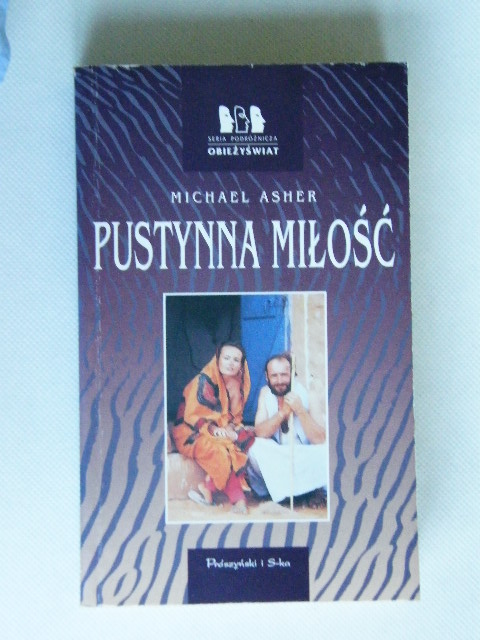 SERIA PODRÓŻNICZA
OBIEŻYŚWIAT
MICHAEL ASHER
PUSTYNNA MIŁOŚĆ
Prószyński i S-ka